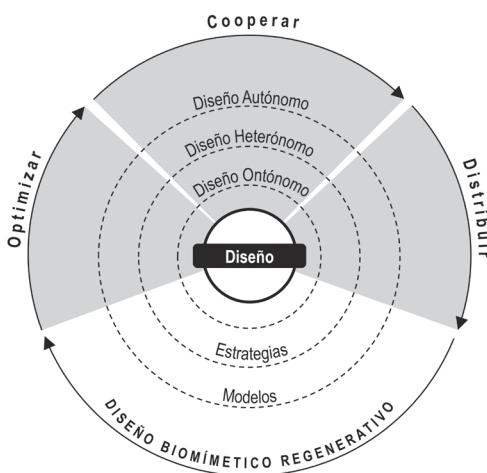 Cooperar
Optimizar
Distribuir
Diseño Autónomo
Diseño Heterónomo
Diseño Ontónomo
Diseño
Estrategias
Modelos
DISEÑO BIOMÍMETICO REGENERATIVO